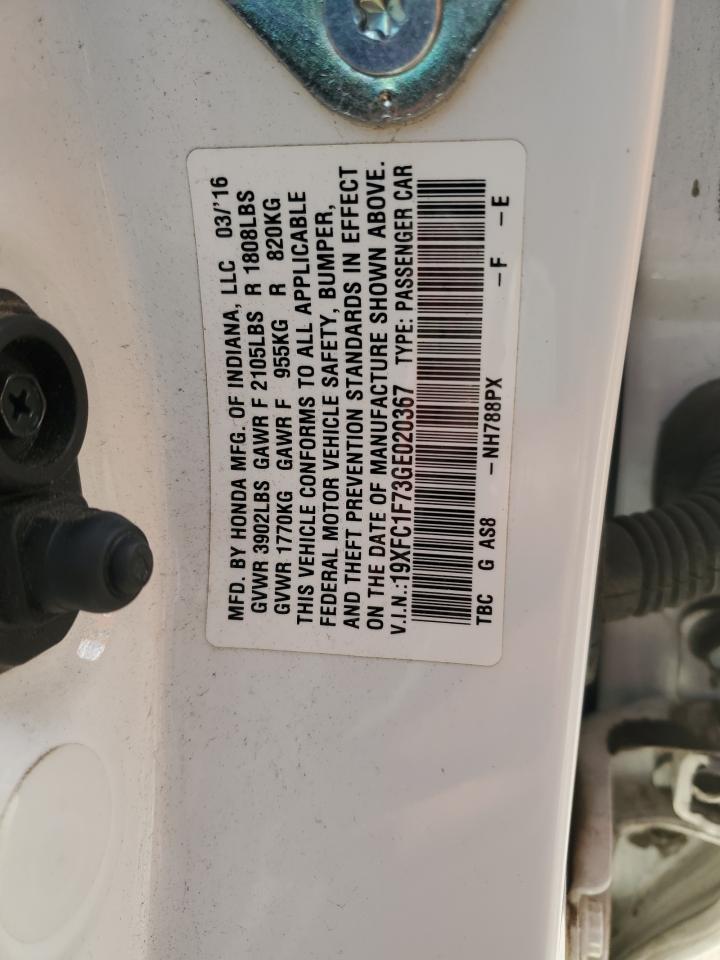 MFD. BY HONDA MFG. OF INDIANA, LLC 03/'16
GVWR 3902LBS GAWR F 2105LBS R 1808LBS
GVWR 1770KG GAWR F 955KG R 820KG
THIS VEHICLE CONFORMS TO ALL APPLICABLE
FEDERAL MOTOR VEHICLE SAFETY, BUMPER,
AND THEFT PREVENTION STANDARDS IN EFFECT
ON THE DATE OF MANUFACTURE SHOWN ABOVE.
V.I.N.:19XFC1F73GE020367 TYPE: PASSENGER CAR
TBC G AS8 -NH788PX -F -E